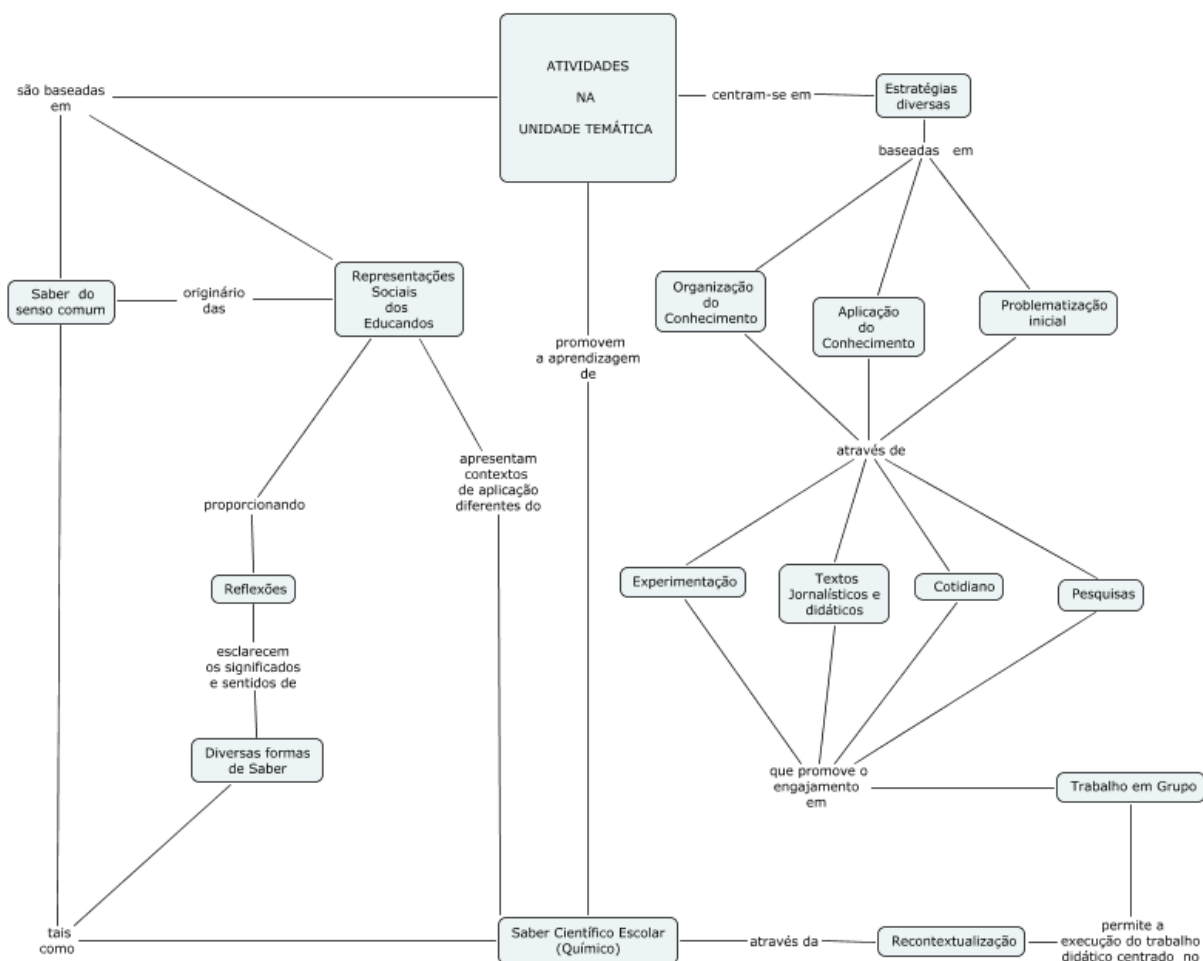 ATIVIDADES
NA
UNIDADE TEMÁTICA
são baseadas
em
centram-se em
Estratégias
diversas
baseadas em
Saber do
senso comum
originário
das
Representações
Sociais
dos
Educandos
Organização
do
Conhecimento
Aplicação
do
Conhecimento
Problematização
inicial
promovem
a aprendizagem
de
através de
apresentam
contextos
de aplicação
diferentes do
proporcionando
Reflexões
Experimentação
Textos
Jornalísticos e
didáticos
Cotidiano
Pesquisas
esclarecem
os significados
e sentidos de
Diversas formas
de Saber
que promove o
engajamento
em
Trabalho em Grupo
tais
como
Saber Científico Escolar
(Químico)
através da
Recontextualização
permite a
execução do trabalho
didático centrado no